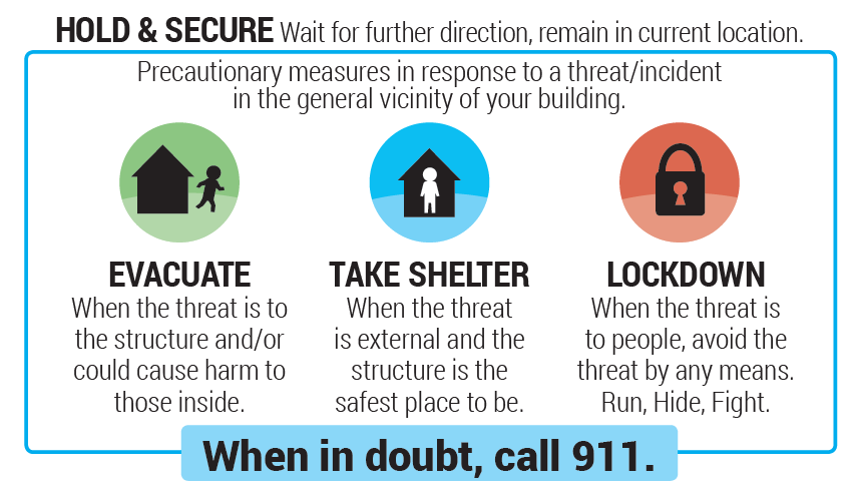 HOLD & SECURE Wait for further direction, remain in current location.
Precautionary measures in response to a threat/incident
in the general vicinity of your building.
EVACUATE
When the threat is to
the structure and/or
could cause harm to
those inside.
TAKE SHELTER
When the threat
is external and the
structure is the
safest place to be.
LOCKDOWN
When the threat is
to people, avoid the
threat by any means.
Run, Hide, Fight.
When in doubt, call 911.